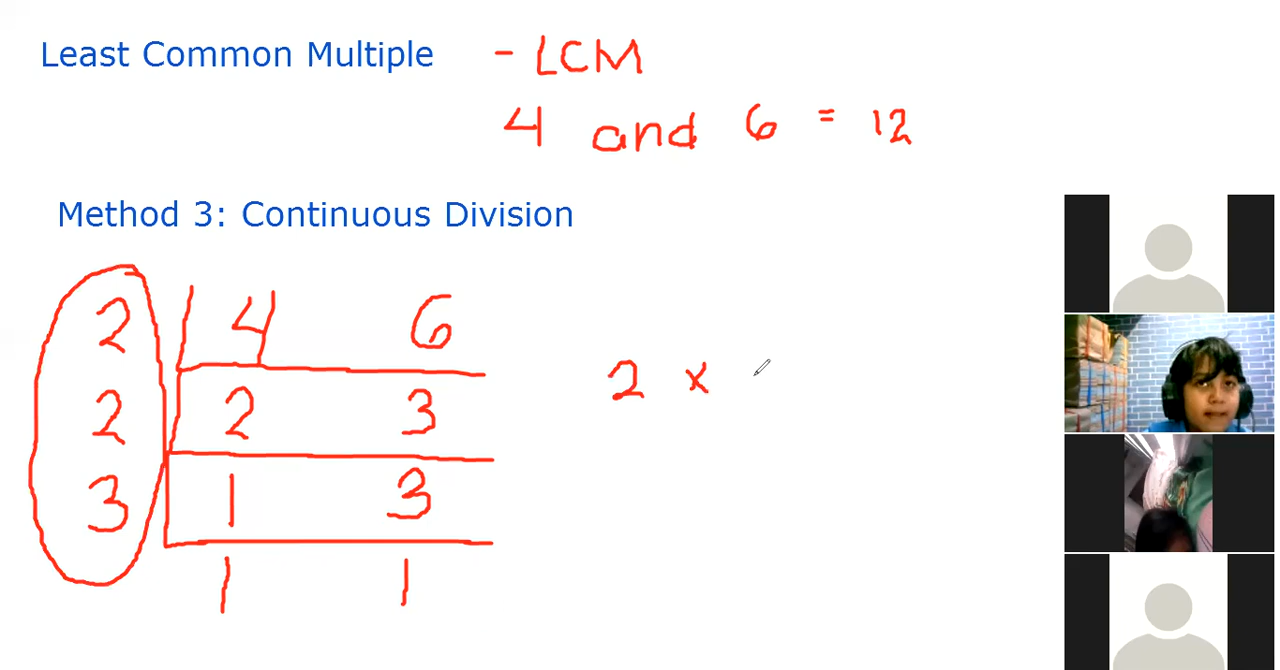 Least Common Multiple - LCM
4 and 6 = 12
Method 3: Continuous Division
2 4 6
2 x
2 2 3
3 1 3
1 1